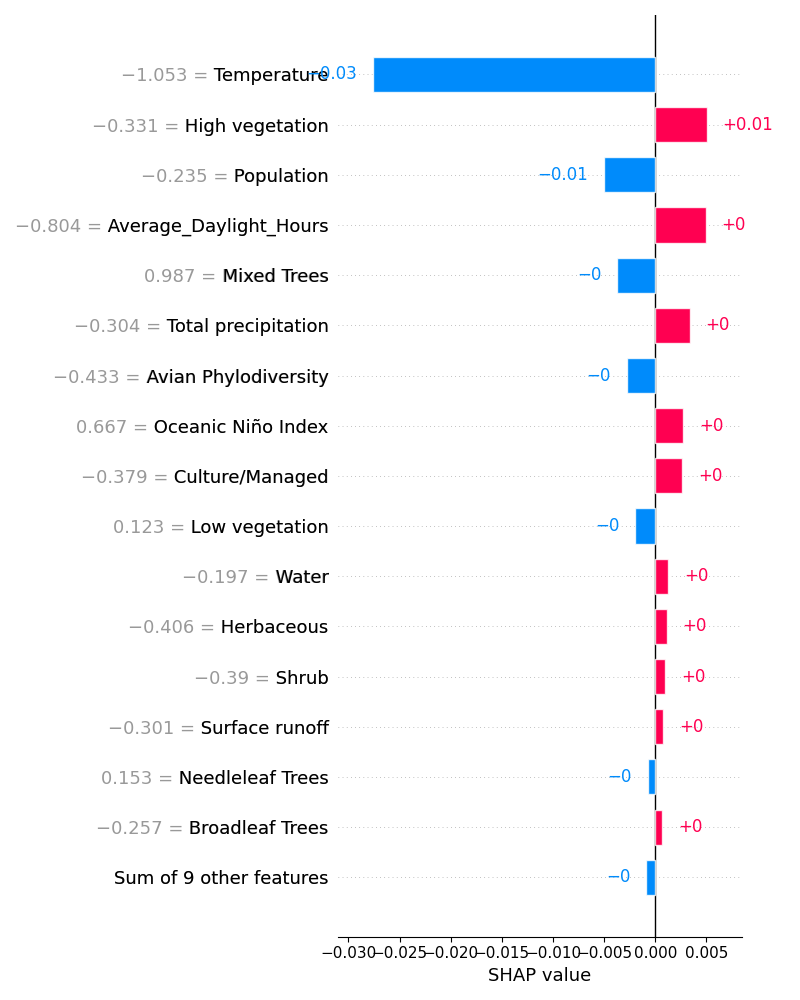 −1.053 = Temperature −0.03
−0.331 = High vegetation +0.01
−0.235 = Population −0.01
−0.804 = Average_Daylight_Hours +0
0.987 = Mixed Trees −0
−0.304 = Total precipitation +0
−0.433 = Avian Phylodiversity −0
0.667 = Oceanic Niño Index +0
−0.379 = Culture/Managed +0
0.123 = Low vegetation −0
−0.197 = Water +0
−0.406 = Herbaceous +0
−0.39 = Shrub +0
−0.301 = Surface runoff +0
0.153 = Needleleaf Trees −0
−0.257 = Broadleaf Trees +0
Sum of 9 other features −0
−0.030 −0.025 −0.020 −0.015 −0.010 −0.005 0.000 0.005
SHAP value